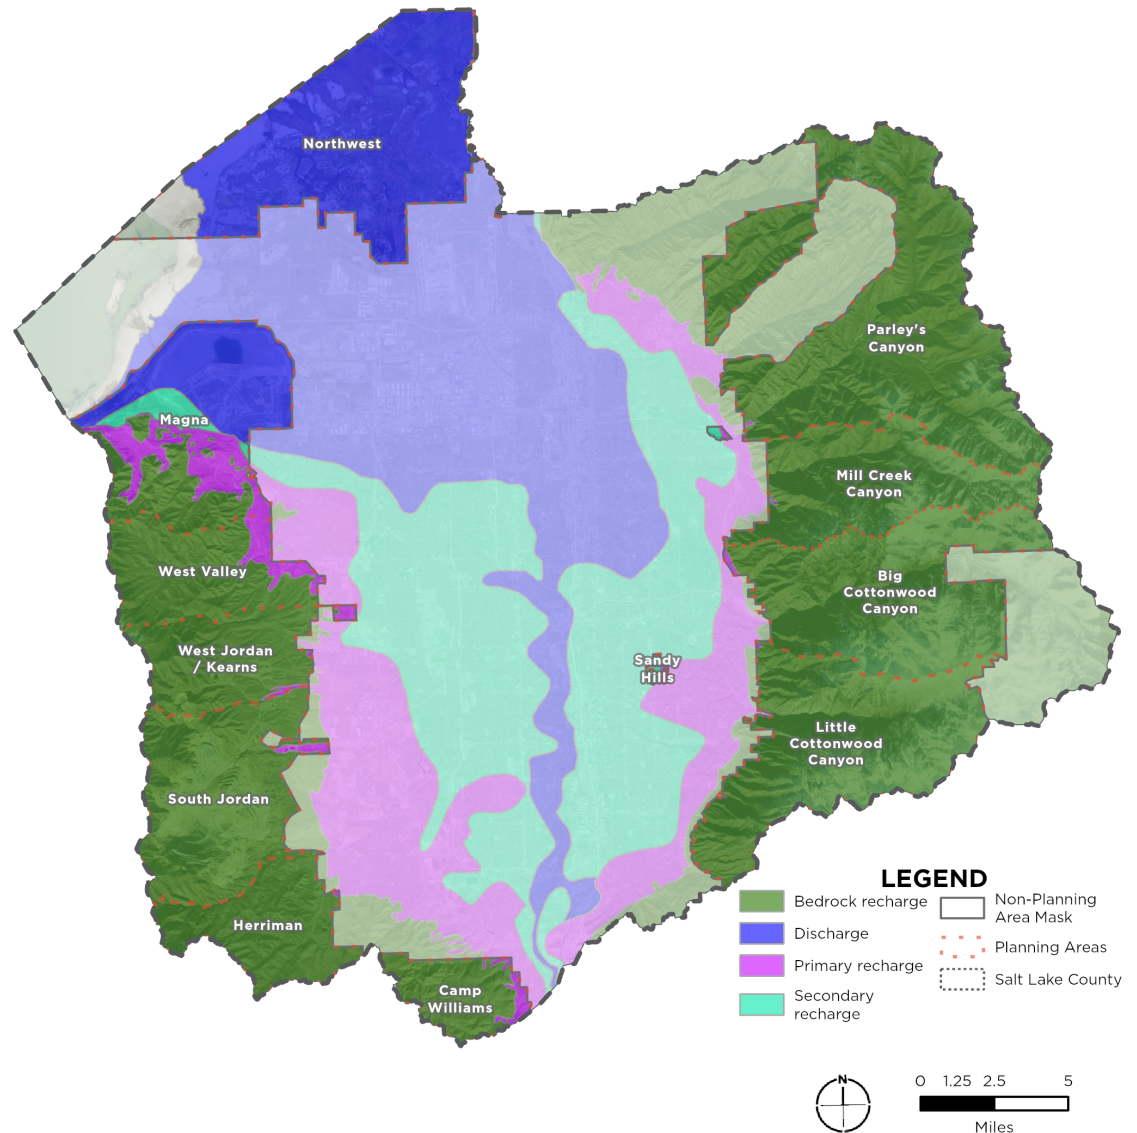 Northwest
Parley's
Canyon
Magna
Mill Creek
Canyon
West Valley
Big
Cottonwood
Canyon
West Jordan
/ Kearns
Sandy
Hills
Little
Cottonwood
Canyon
South Jordan
Herriman
Camp
Williams
LEGEND
Bedrock recharge
Discharge
Primary recharge
Secondary
recharge
Non-Planning
Area Mask
Planning Areas
Salt Lake County
N
0 1.25 2.5 5
Miles